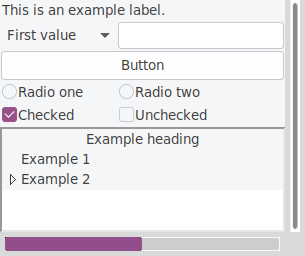 This is an example label.
First value
Button
Radio one Radio two
Checked Unchecked
Example heading
Example 1
Example 2